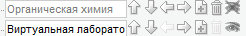 Органическая химия
Виртуальная лаборато